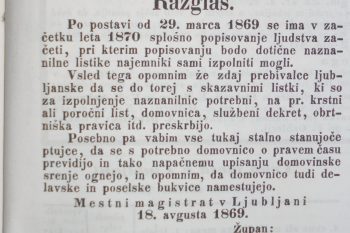 Razglas.
Po postavi od 29. marca 1869 se ima v za-
četku leta 1870 splošno popisovanje ljudstva za-
četi, pri kterim popisovanju bodo dotične nazna-
nilne listike najemniki sami izpolniti mogli.
Vsled tega opomnim že zdaj prebivalce ljub-
ljanske da se do torej s skazavnimi listki, ki so
za izpolnjenje naznanilnic potrebni, na pr. krstni
ali poročni list, domovnica, služбeni dekret, obrt-
niška pravica itd. preskrbijo.
Posebno pa vabim vse tukaj stalno stanujoče
ptujce, da se s potrebno domovnico o pravem času
previdijo in tako napačnemu upisanju domovinske
srenje ognejo, in opomnim, da domovnico tudi de-
lavske in poselske bukvice namestujejo.
Mestni magistrat v Ljubljani
18. avgusta 1869.
Župan: